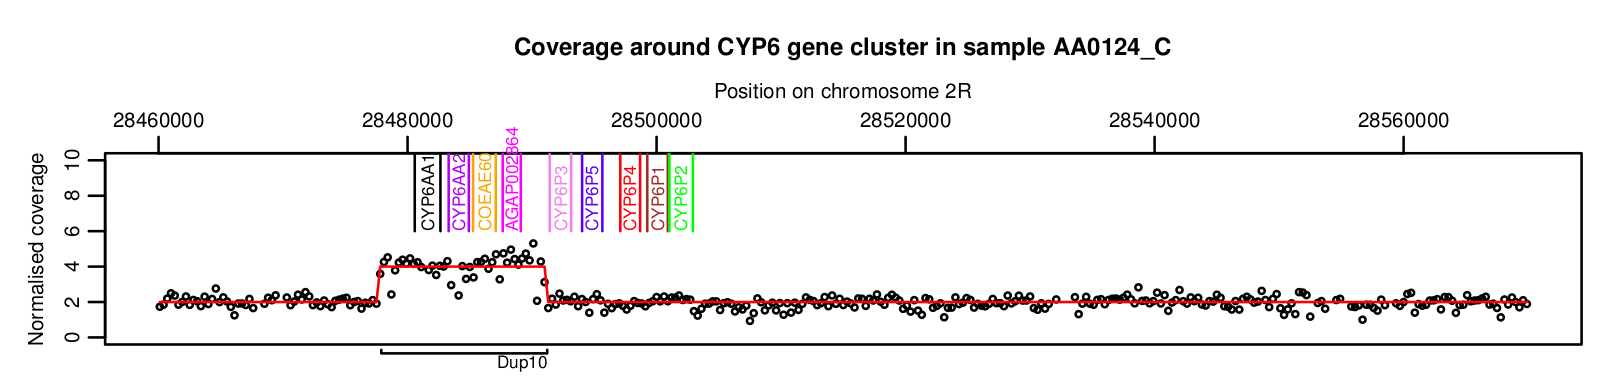 Coverage around CYP6 gene cluster in sample AA0124_C
Position on chromosome 2R
28460000 28480000 28500000 28520000 28540000 28560000
Normalised coverage
10
8
6
4
2
0
CYP6AA1
CYP6AA2
COEAE6O
AGAP002864
CYP6P3
CYP6P5
CYP6P4
CYP6P1
CYP6P2
Dup10